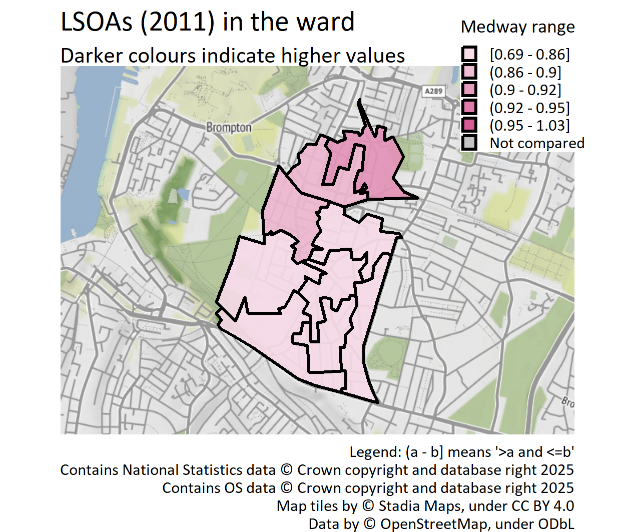 LSOAs (2011) in the ward
Darker colours indicate higher values
Medway range
[0.69 - 0.86]
(0.86 - 0.9]
(0.9 - 0.92]
(0.92 - 0.95]
(0.95 - 1.03]
Not compared
A289
Brompton
Bro
Legend: (a - b] means '>a and <=b'
Contains National Statistics data © Crown copyright and database right 2025
Contains OS data © Crown copyright and database right 2025
Map tiles by © Stadia Maps, under CC BY 4.0
Data by © OpenStreetMap, under ODbL